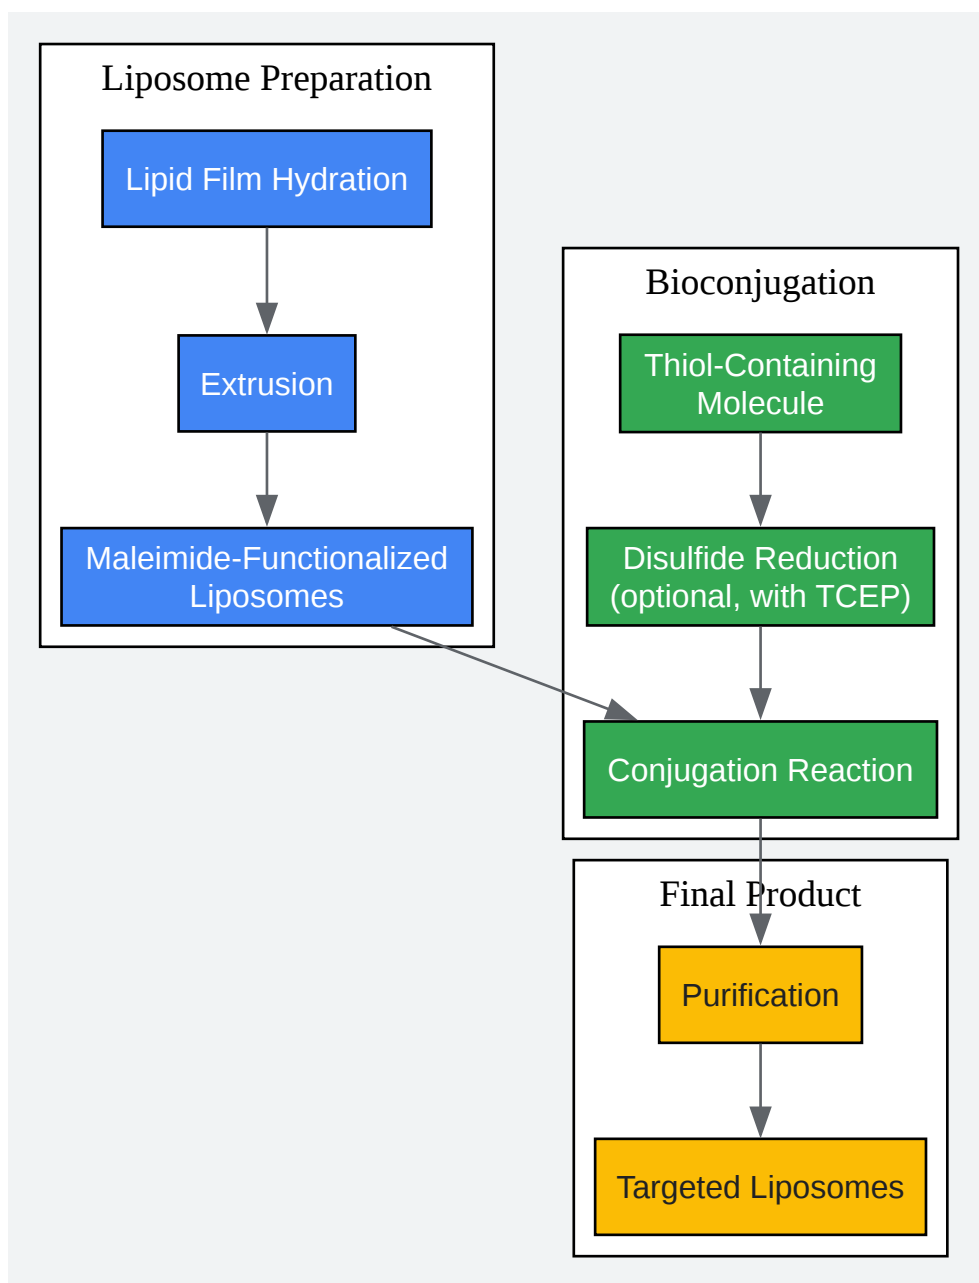 Liposome Preparation
Lipid Film Hydration
Extrusion
Maleimide-Functionalized
Liposomes
Bioconjugation
Thiol-Containing
Molecule
Disulfide Reduction
(optional, with TCEP)
Conjugation Reaction
Final Product
Purification
Targeted Liposomes